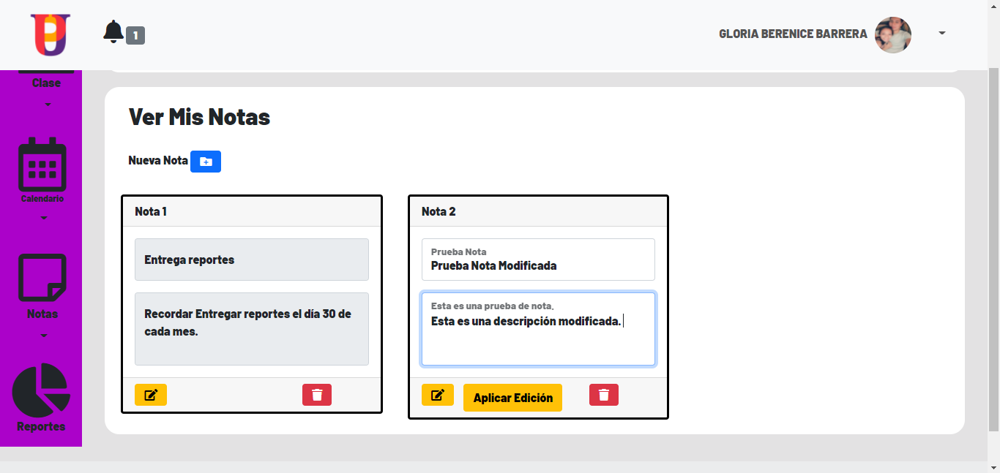 1
GLORIA BERENICE BARRERA
Clase
Calendario
Notas
Reportes
Ver Mis Notas
Nueva Nota
Nota 1
Entrega reportes
Recordar Entregar reportes el día 30 de
cada mes.
Nota 2
Prueba Nota
Prueba Nota Modificada
Esta es una prueba de nota.
Esta es una descripción modificada.
Aplicar Edición